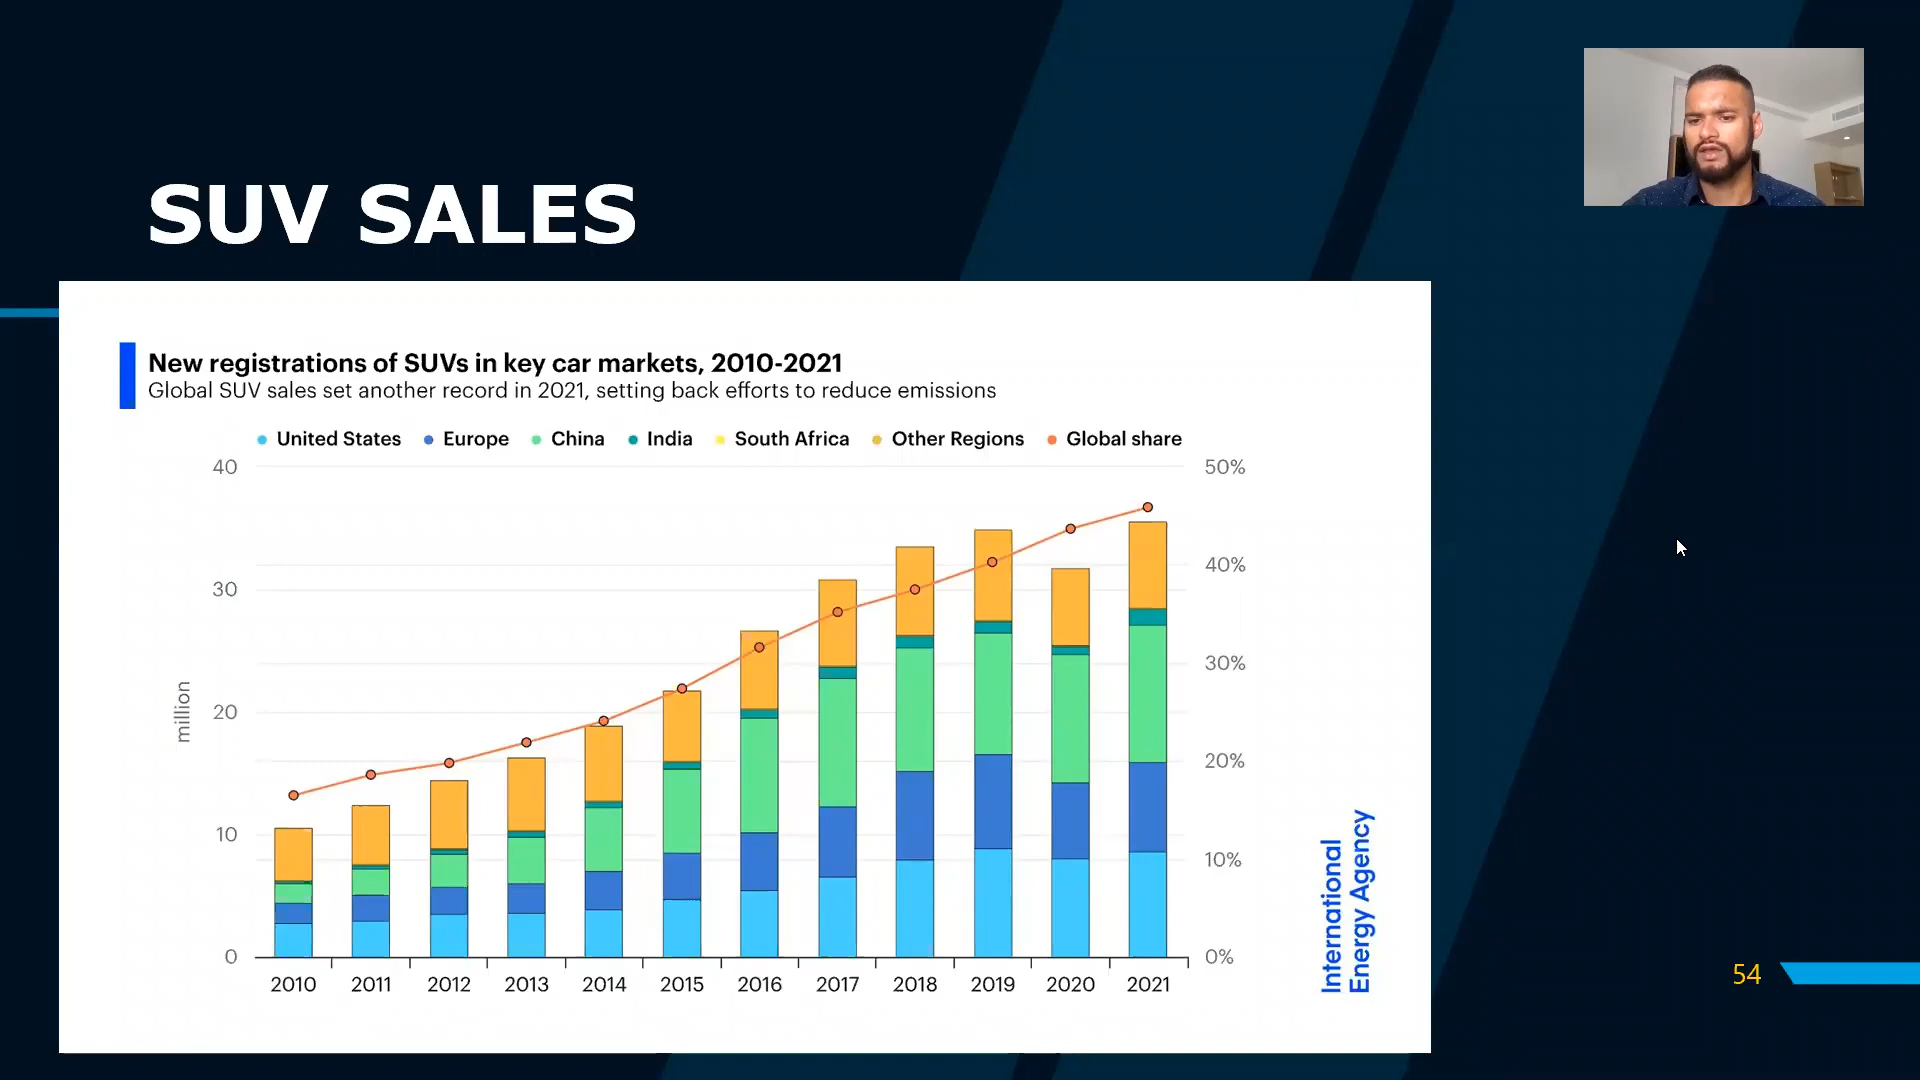 SUV SALES
New registrations of SUVs in key car markets, 2010-2021
Global SUV sales set another record in 2021, setting back efforts to reduce emissions
United States Europe China India South Africa Other Regions Global share
40 50%
40%
30
30%
million
20
20%
10
10%
0 0%
2010 2011 2012 2013 2014 2015 2016 2017 2018 2019 2020 2021
International
Energy Agency
54